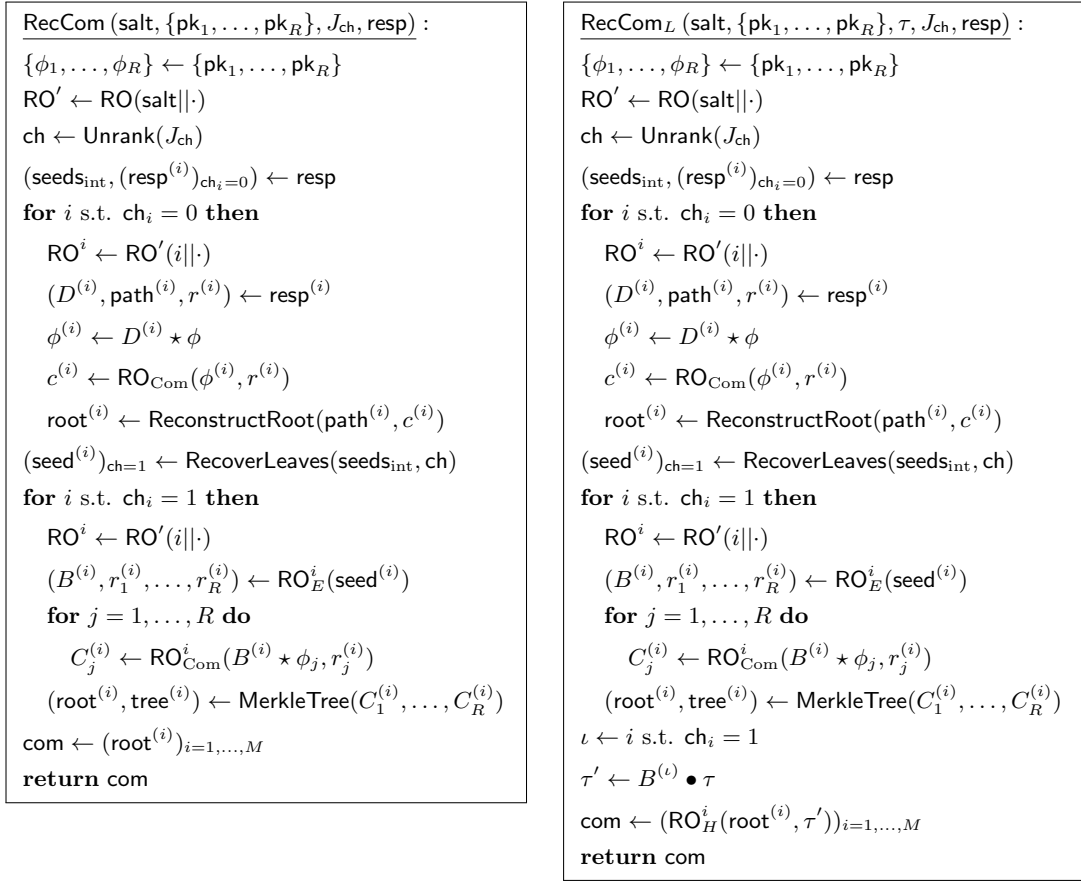 RecCom (salt, {pk₁, . . . , pk_R}, J_ch, resp) :
{ϕ₁, . . . , ϕ_R} ← {pk₁, . . . , pk_R}
RO′ ← RO(salt||·)
ch ← Unrank(J_ch)
(seeds_int, (resp^(i))_{ch_i=0}) ← resp
for i s.t. ch_i = 0 then
RO^i ← RO′(i||·)
(D^(i), path^(i), r^(i)) ← resp^(i)
ϕ^(i) ← D^(i) ⋆ ϕ
c^(i) ← RO_Com(ϕ^(i), r^(i))
root^(i) ← ReconstructRoot(path^(i), c^(i))
(seed^(i))_{ch=1} ← RecoverLeaves(seeds_int, ch)
for i s.t. ch_i = 1 then
RO^i ← RO′(i||·)
(B^(i), r_1^(i), . . . , r_R^(i)) ← RO_E^i(seed^(i))
for j = 1, . . . , R do
C_j^(i) ← RO_Com^i(B^(i) ⋆ ϕ_j, r_j^(i))
(root^(i), tree^(i)) ← MerkleTree(C_1^(i), . . . , C_R^(i))
com ← (root^(i))_{i=1,...,M}
return com
RecCom_L (salt, {pk₁, . . . , pk_R}, τ, J_ch, resp) :
{ϕ₁, . . . , ϕ_R} ← {pk₁, . . . , pk_R}
RO′ ← RO(salt||·)
ch ← Unrank(J_ch)
(seeds_int, (resp^(i))_{ch_i=0}) ← resp
for i s.t. ch_i = 0 then
RO^i ← RO′(i||·)
(D^(i), path^(i), r^(i)) ← resp^(i)
ϕ^(i) ← D^(i) ⋆ ϕ
c^(i) ← RO_Com(ϕ^(i), r^(i))
root^(i) ← ReconstructRoot(path^(i), c^(i))
(seed^(i))_{ch=1} ← RecoverLeaves(seeds_int, ch)
for i s.t. ch_i = 1 then
RO^i ← RO′(i||·)
(B^(i), r_1^(i), . . . , r_R^(i)) ← RO_E^i(seed^(i))
for j = 1, . . . , R do
C_j^(i) ← RO_Com^i(B^(i) ⋆ ϕ_j, r_j^(i))
(root^(i), tree^(i)) ← MerkleTree(C_1^(i), . . . , C_R^(i))
ι ← i s.t. ch_i = 1
τ′ ← B^(ι) • τ
com ← (RO_H^i(root^(i), τ′))_{i=1,...,M}
return com